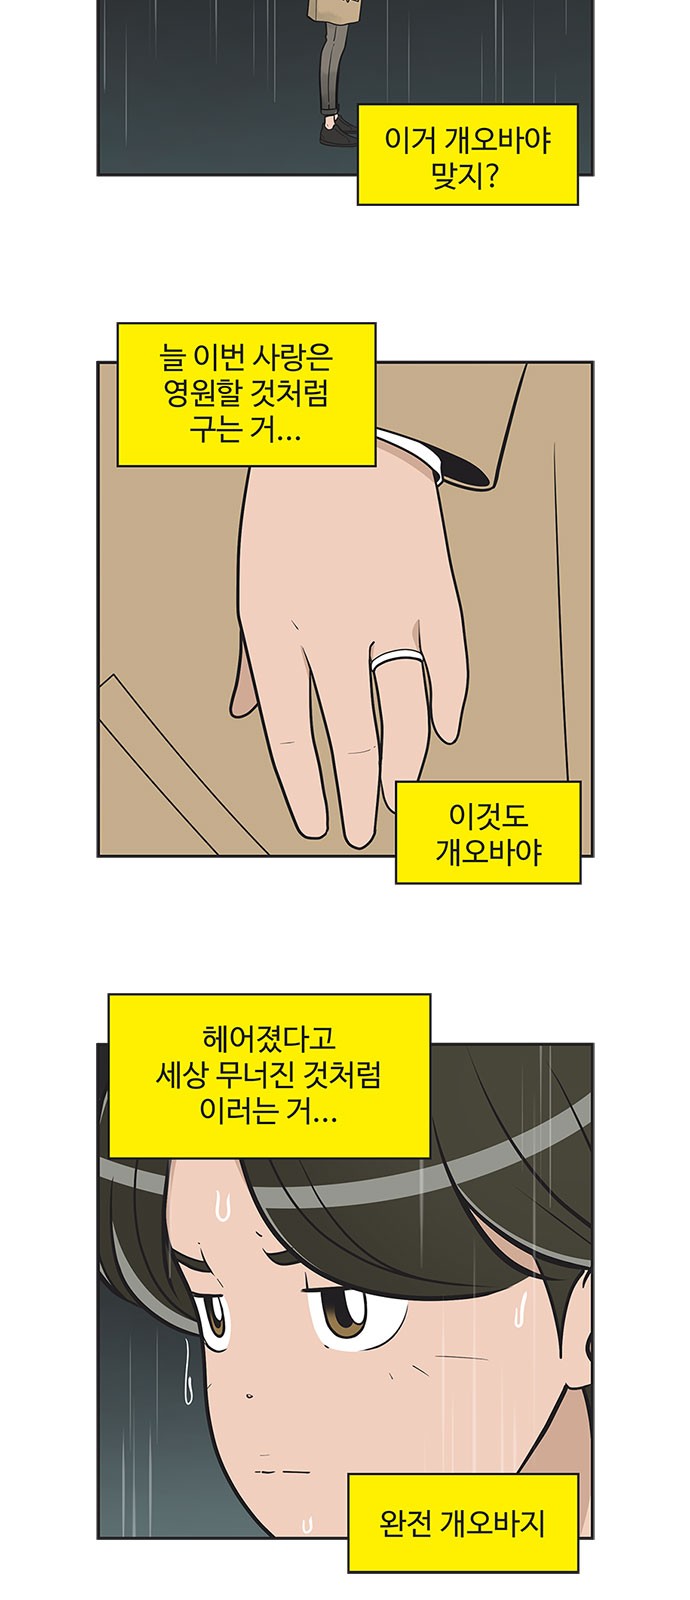 이거 개오바야
맞지?
늘 이번 사랑은
영원할 것처럼
구는 거...
이것도
개오바야
헤어졌다고
세상 무너진 것처럼
이러는 거...
완전 개오바지